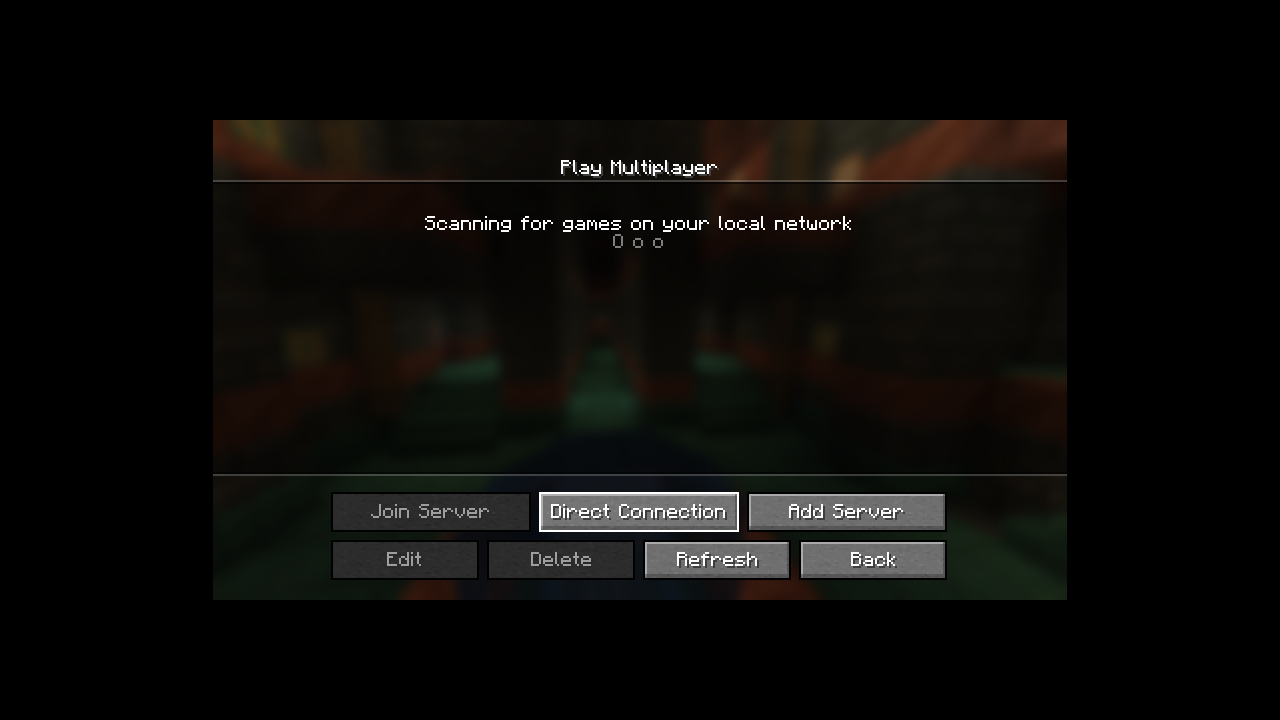 Play Multiplayer
Scanning for games on your local network
O o o
Join Server
Direct Connection
Add Server
Edit
Delete
Refresh
Back